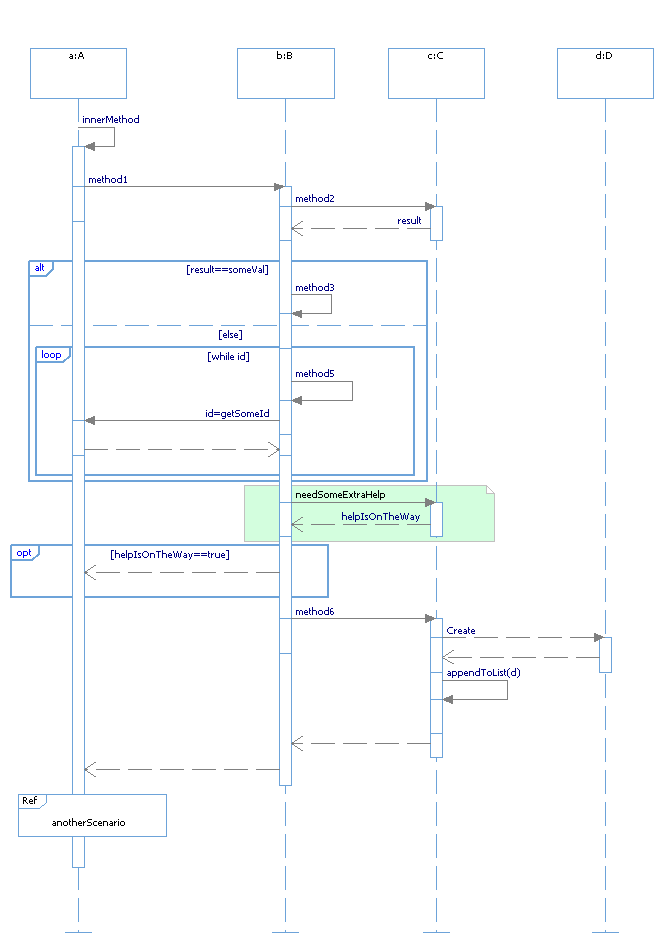 a:A
b:B
c:C
d:D
innerMethod
method1
method2
result
alt
[result==someVal]
method3
[else]
loop
[while id]
method5
id=getSomeId
needSomeExtraHelp
helpIsOnTheWay
opt
[helpIsOnTheWay==true]
method6
Create
appendToList(d)
Ref
anotherScenario